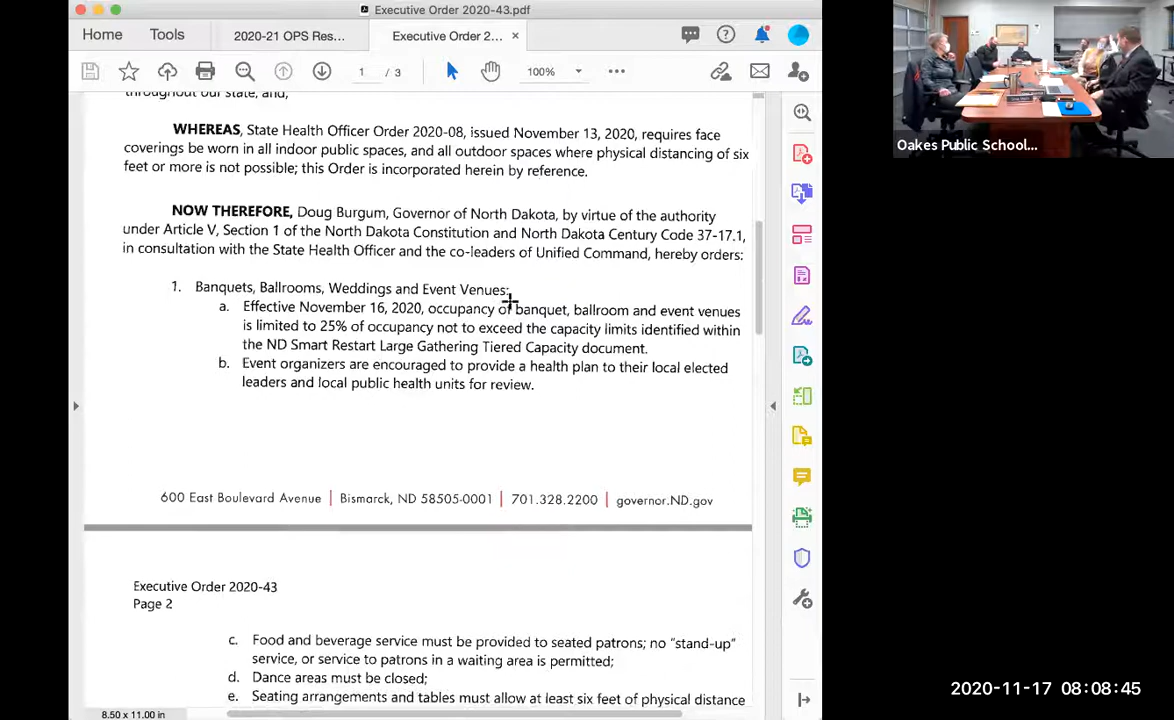 Executive Order 2020-43.pdf
Home Tools 2020-21 OPS Res... Executive Order 2... ×
1 / 3 100%
throughout our state, and,
WHEREAS, State Health Officer Order 2020-08, issued November 13, 2020, requires face
coverings be worn in all indoor public spaces, and all outdoor spaces where physical distancing of six
feet or more is not possible; this Order is incorporated herein by reference.
NOW THEREFORE, Doug Burgum, Governor of North Dakota, by virtue of the authority
under Article V, Section 1 of the North Dakota Constitution and North Dakota Century Code 37-17.1,
in consultation with the State Health Officer and the co-leaders of Unified Command, hereby orders:
1. Banquets, Ballrooms, Weddings and Event Venues:
a. Effective November 16, 2020, occupancy of banquet, ballroom and event venues
is limited to 25% of occupancy not to exceed the capacity limits identified within
the ND Smart Restart Large Gathering Tiered Capacity document.
b. Event organizers are encouraged to provide a health plan to their local elected
leaders and local public health units for review.
600 East Boulevard Avenue | Bismarck, ND 58505-0001 | 701.328.2200 | governor.ND.gov
Executive Order 2020-43
Page 2
c. Food and beverage service must be provided to seated patrons; no "stand-up"
service, or service to patrons in a waiting area is permitted;
d. Dance areas must be closed;
e. Seating arrangements and tables must allow at least six feet of physical distance
8.50 x 11.00 in
Oakes Public School...
2020-11-17 08:08:45